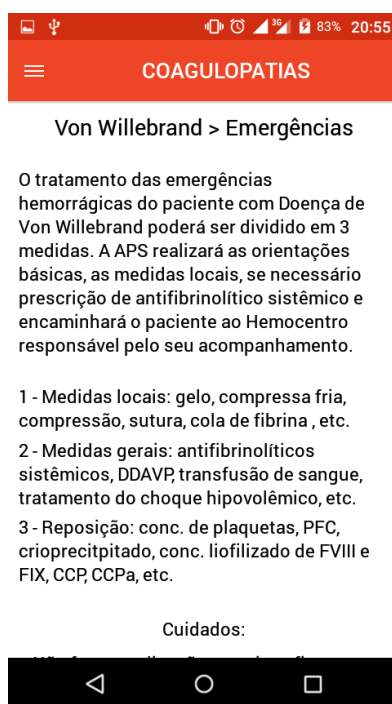 3G 83% 20:55
COAGULOPATIAS
Von Willebrand > Emergências
O tratamento das emergências
hemorrágicas do paciente com Doença de
Von Willebrand poderá ser dividido em 3
medidas. A APS realizará as orientações
básicas, as medidas locais, se necessário
prescrição de antifibrinolítico sistêmico e
encaminhará o paciente ao Hemocentro
responsável pelo seu acompanhamento.
1 - Medidas locais: gelo, compressa fria,
compressão, sutura, cola de fibrina , etc.
2 - Medidas gerais: antifibrinolíticos
sistêmicos, DDAVP, transfusão de sangue,
tratamento do choque hipovolêmico, etc.
3 - Reposição: conc. de plaquetas, PFC,
crioprecitpitado, conc. liofilizado de FVIII e
FIX, CCP, CCPa, etc.
Cuidados: